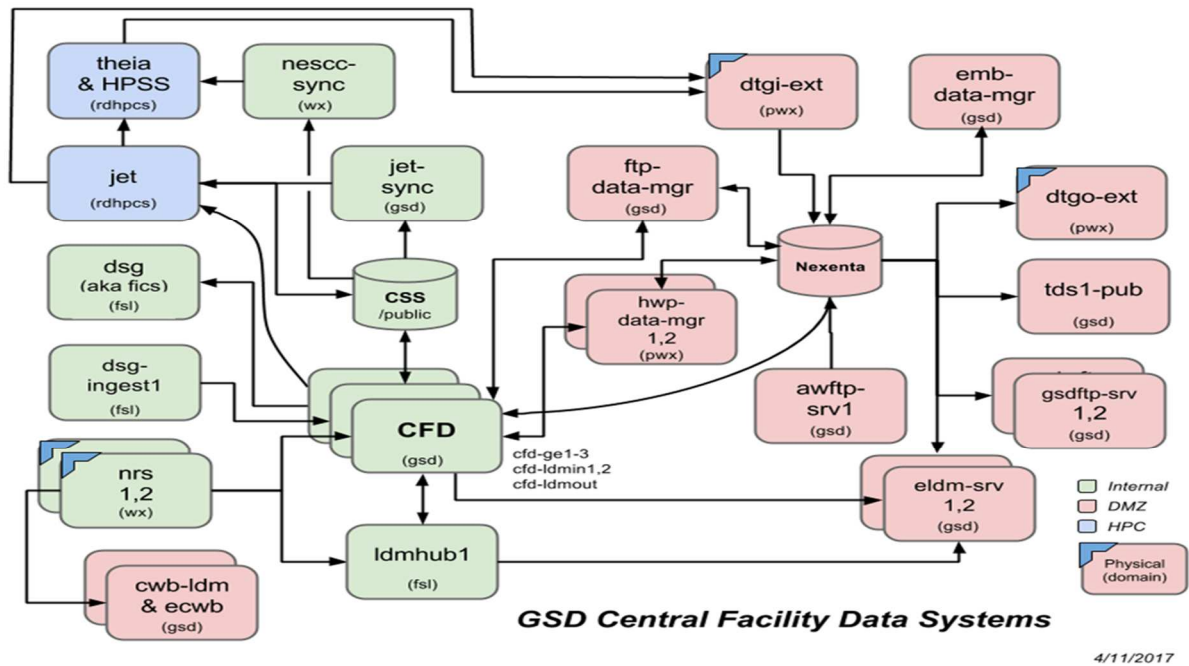 theia
& HPSS
(rdhpcs)
nescc-
sync
(wx)
dtgi-ext
(pwx)
emb-
data-mgr
(gsd)
jet
(rdhpcs)
jet-
sync
(gsd)
ftp-
data-mgr
(gsd)
dtgo-ext
(pwx)
dsg
(aka fics)
(fsl)
CSS
/public
Nexenta
hwp-
data-mgr
1,2
(pwx)
tds1-pub
(gsd)
dsg-
ingest1
(fsl)
awftp-
srv1
(gsd)
gsdftp-srv
1,2
(gsd)
CFD
(gsd)
cfd-ge1-3
cfd-ldmin1,2
cfd-ldmout
nrs
1,2
(wx)
eldm-srv
1,2
(gsd)
Internal
DMZ
HPC
Physical
(domain)
ldmhub1
(fsl)
cwb-ldm
& ecwb
(gsd)
GSD Central Facility Data Systems
4/11/2017